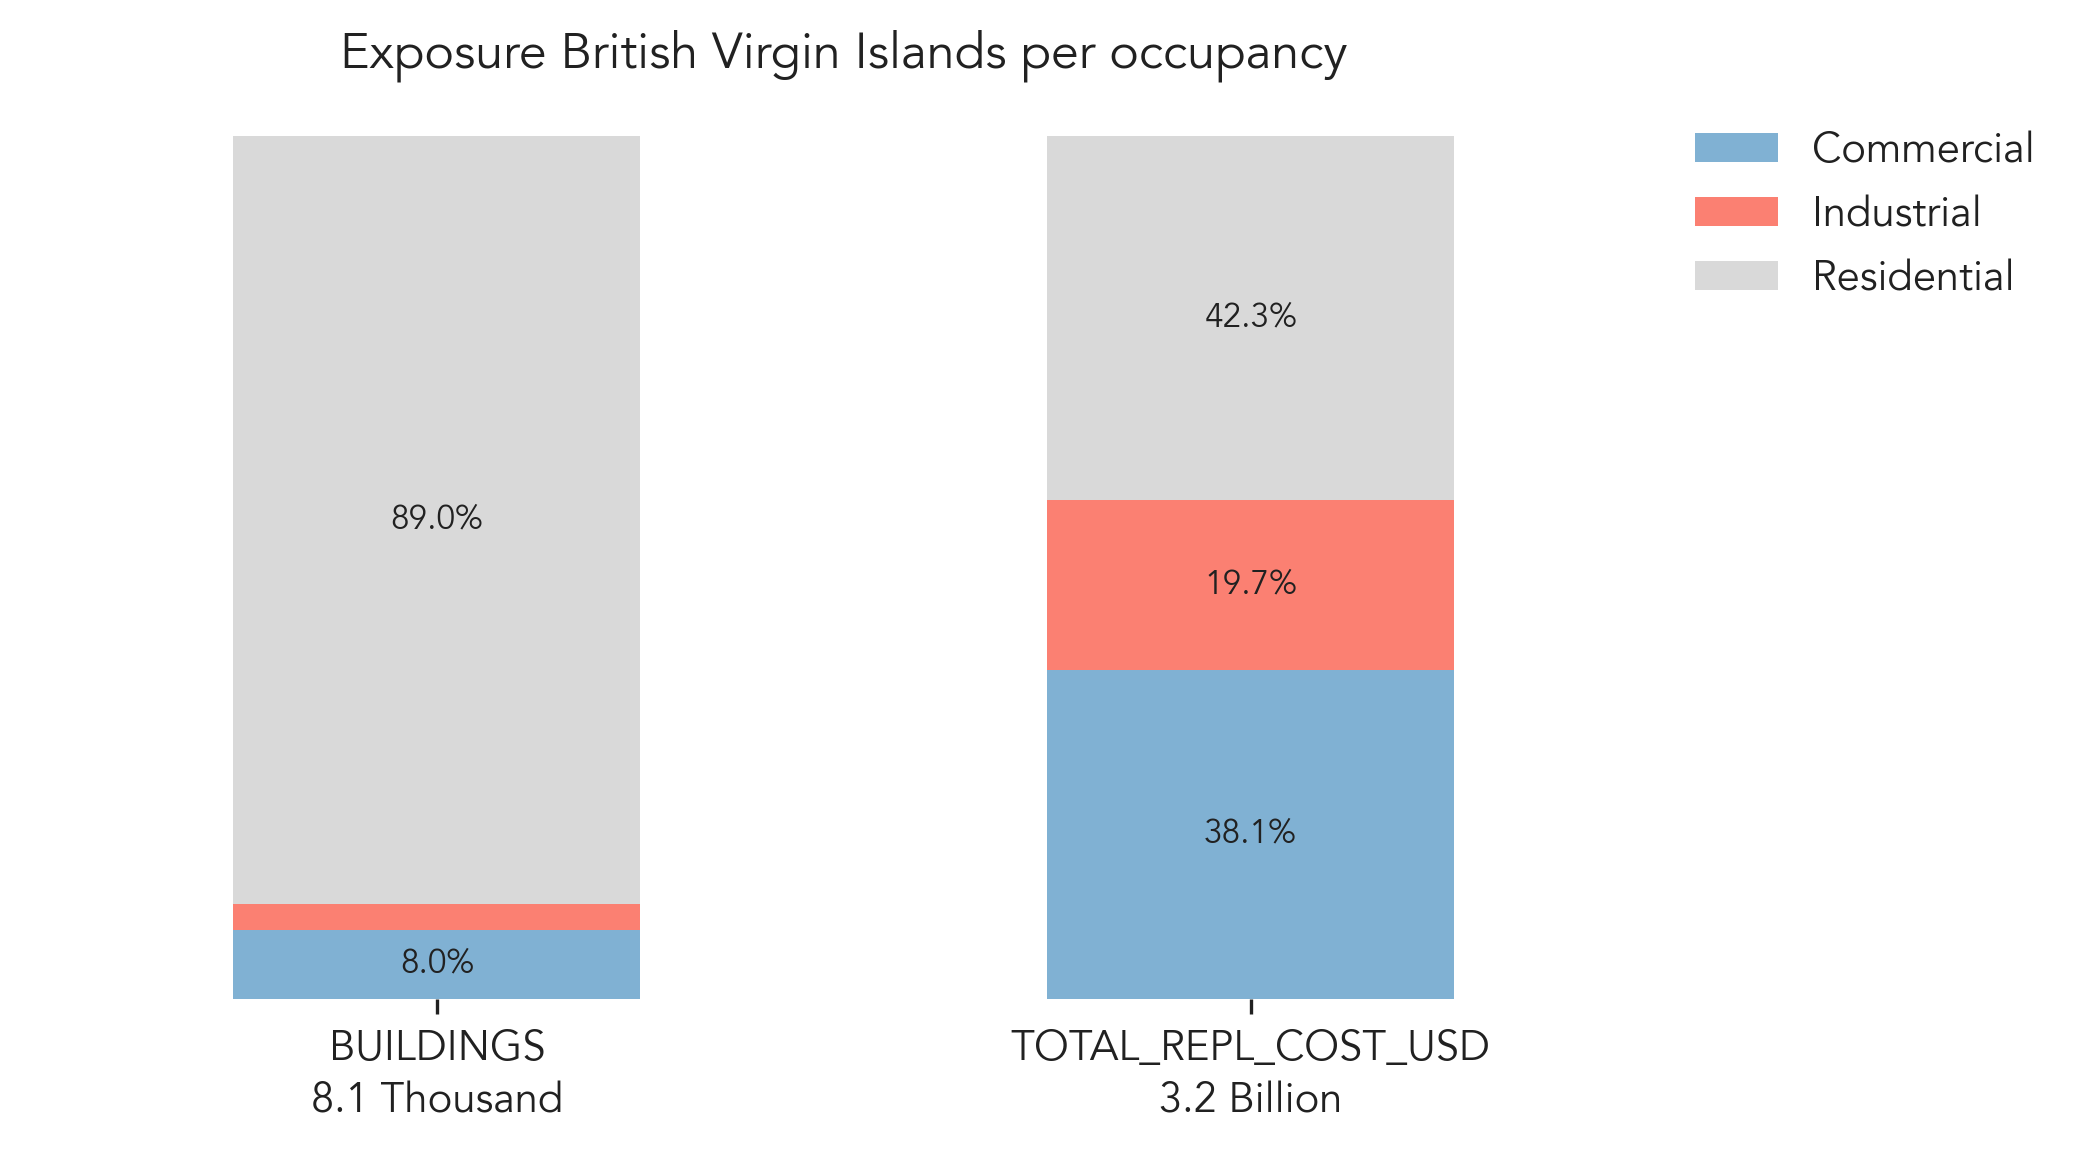 Exposure British Virgin Islands per occupancy
Commercial
Industrial
Residential
89.0%
8.0%
42.3%
19.7%
38.1%
BUILDINGS
8.1 Thousand
TOTAL_REPL_COST_USD
3.2 Billion